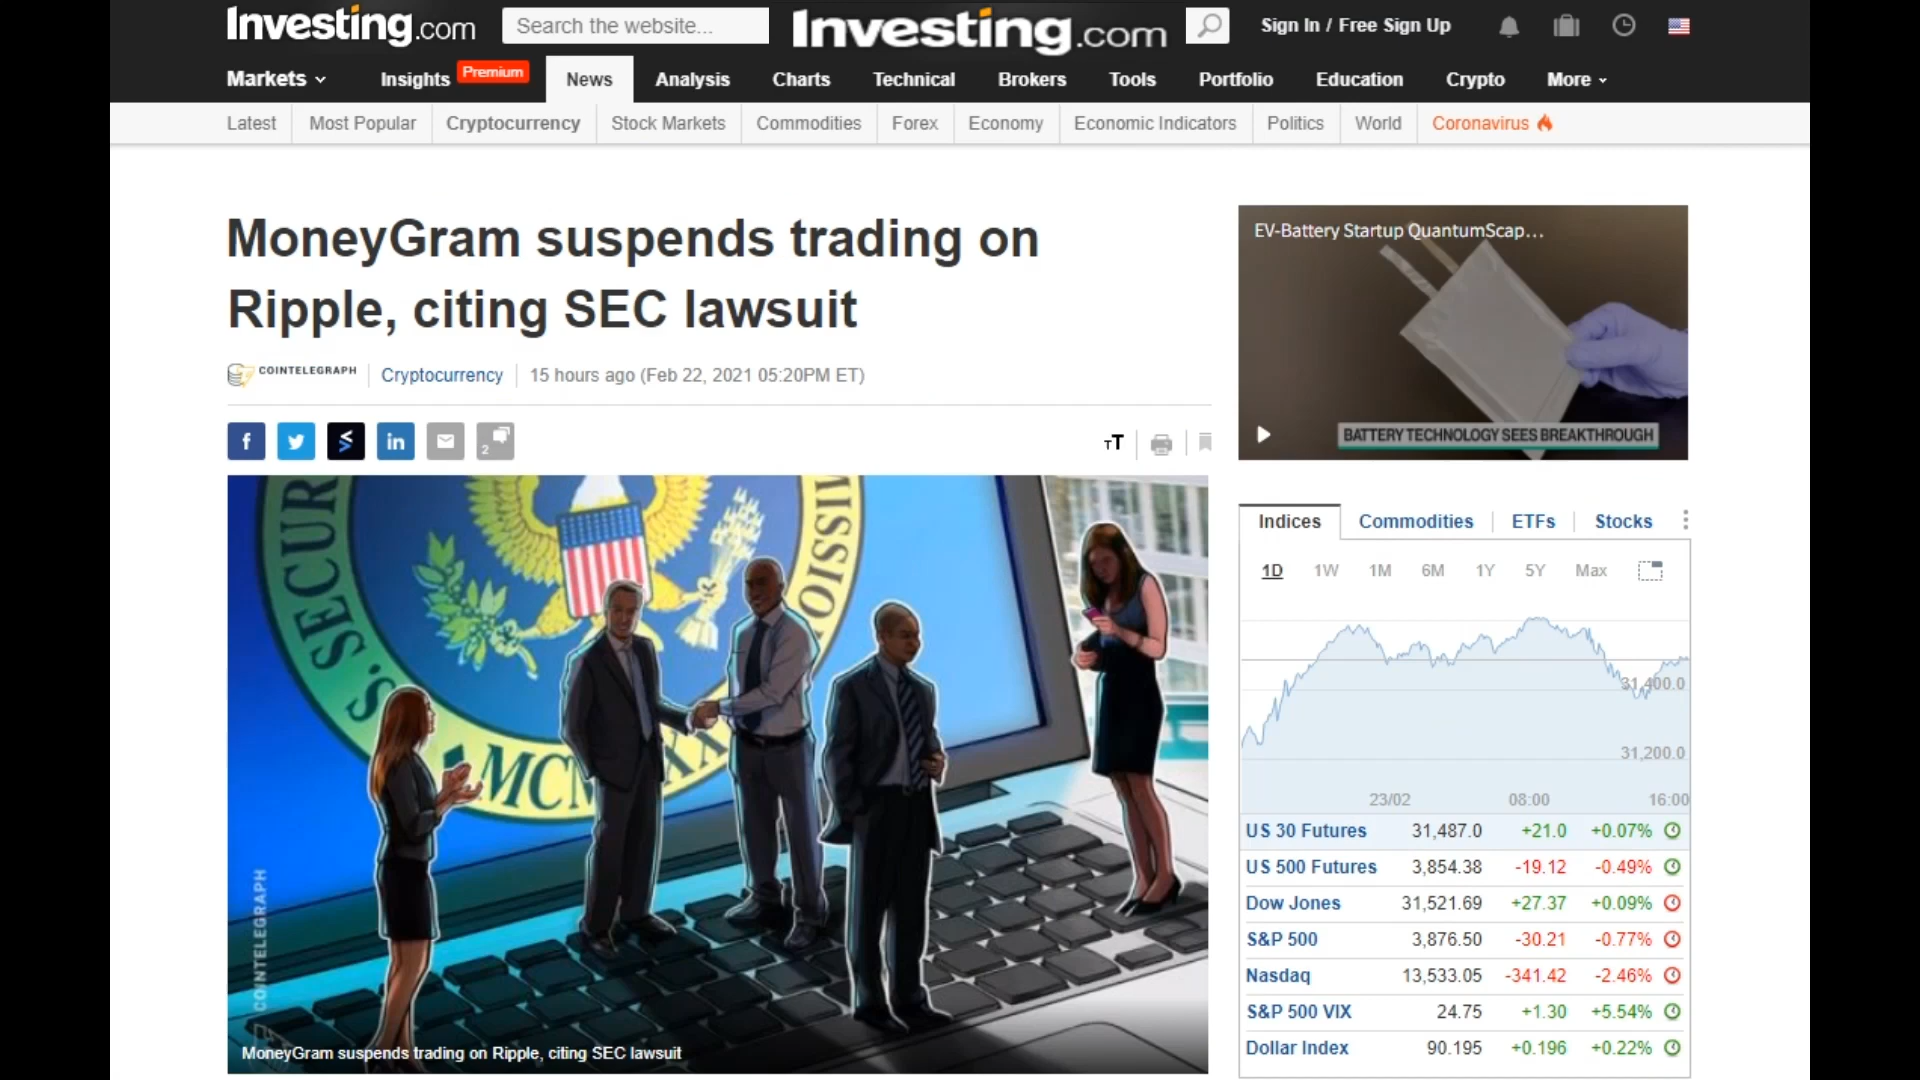 Investing.com
Search the website...
Investing.com
Sign In / Free Sign Up
Markets
Insights
Premium
News
Analysis
Charts
Technical
Brokers
Tools
Portfolio
Education
Crypto
More
Latest
Most Popular
Cryptocurrency
Stock Markets
Commodities
Forex
Economy
Economic Indicators
Politics
World
Coronavirus
MoneyGram suspends trading on
Ripple, citing SEC lawsuit
COINTELEGRAPH
Cryptocurrency
15 hours ago (Feb 22, 2021 05:20PM ET)
f
in
2
TT
S. SECUR
MISSION
MCM
XX
COINTELEGRAPH
MoneyGram suspends trading on Ripple, citing SEC lawsuit
EV-Battery Startup QuantumScap...
BATTERY TECHNOLOGY SEES BREAKTHROUGH
Indices
Commodities
ETFs
Stocks
1D 1W 1M 6M 1Y 5Y Max
31,400.0
31,200.0
23/02 08:00 16:00
US 30 Futures 31,487.0 +21.0 +0.07%
US 500 Futures 3,854.38 -19.12 -0.49%
Dow Jones 31,521.69 +27.37 +0.09%
S&P 500 3,876.50 -30.21 -0.77%
Nasdaq 13,533.05 -341.42 -2.46%
S&P 500 VIX 24.75 +1.30 +5.54%
Dollar Index 90.195 +0.196 +0.22%